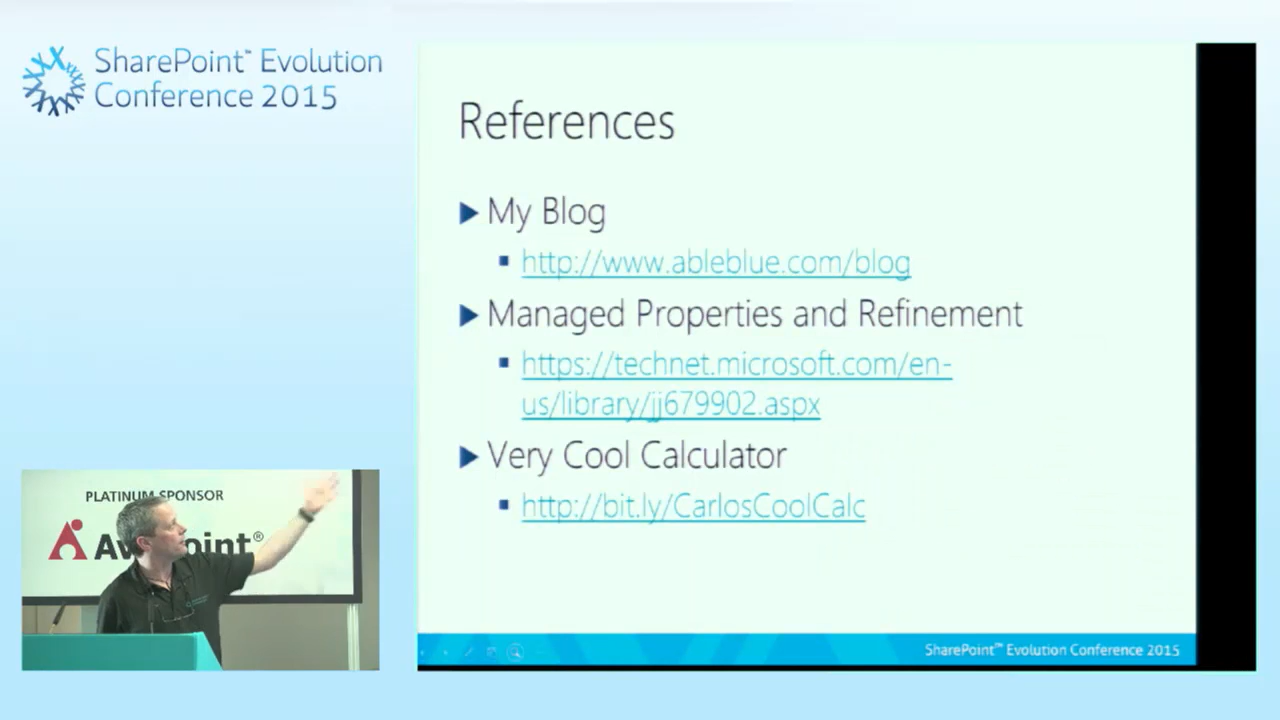 SharePoint™ Evolution
Conference 2015
References
My Blog
http://www.ableblue.com/blog
Managed Properties and Refinement
https://technet.microsoft.com/en-
us/library/jj679902.aspx
Very Cool Calculator
http://bit.ly/CarlosCoolCalc
SharePoint™ Evolution Conference 2015
PLATINUM SPONSOR